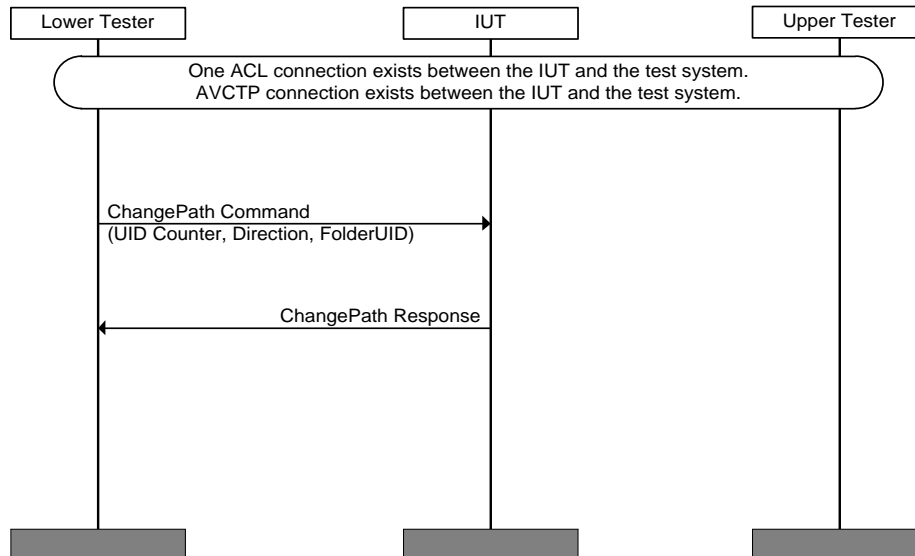 Lower Tester
IUT
Upper Tester
One ACL connection exists between the IUT and the test system.
AVCTP connection exists between the IUT and the test system.
ChangePath Command
(UID Counter, Direction, FolderUID)
ChangePath Response